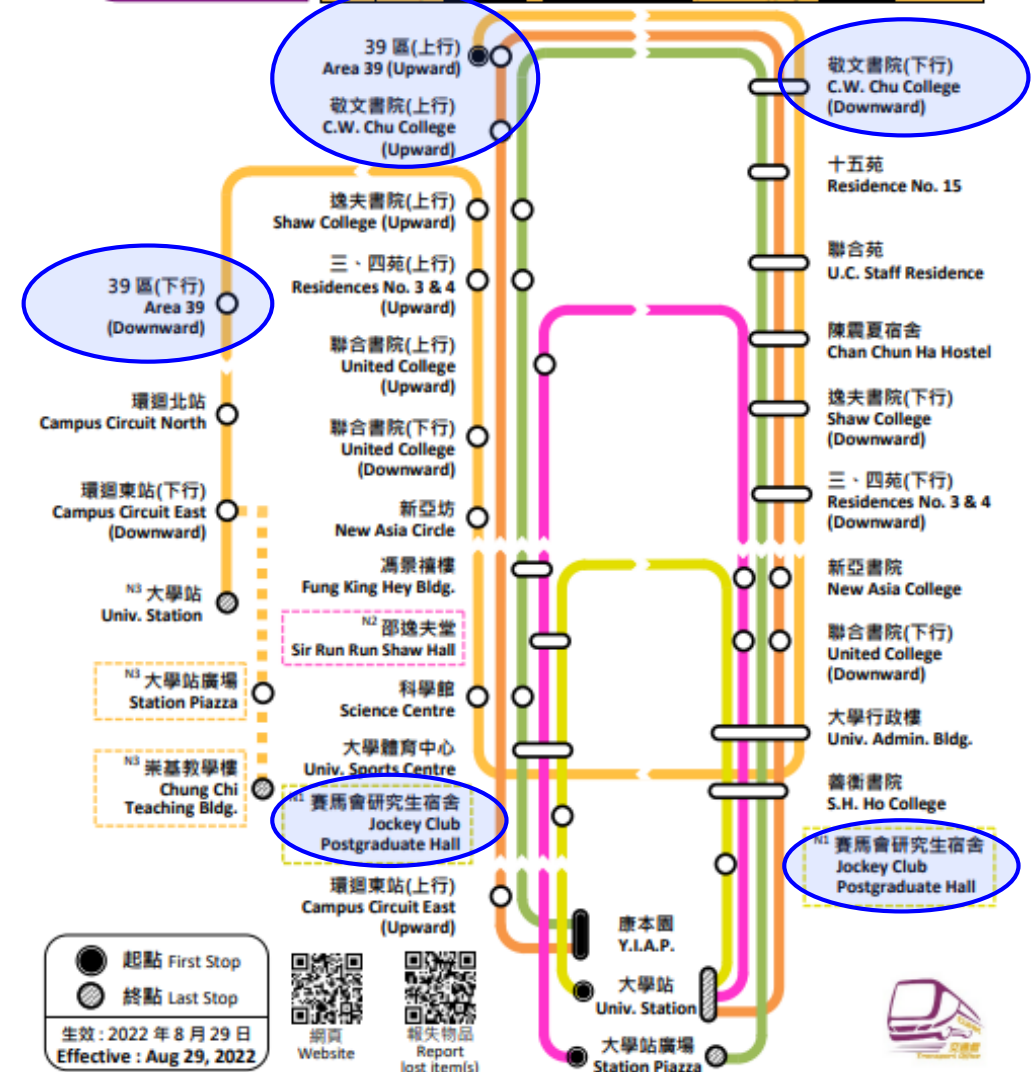 39 區(上行)
Area 39 (Upward)
敬文書院(上行)
C.W. Chu College
(Upward)
逸夫書院(上行)
Shaw College (Upward)
三、四苑(上行)
Residences No. 3 & 4
(Upward)
聯合書院(上行)
United College
(Upward)
聯合書院(下行)
United College
(Downward)
新亞坊
New Asia Circle
馮景禧樓
Fung King Hey Bldg.
N2 邵逸夫堂
Sir Run Run Shaw Hall
科學館
Science Centre
大學體育中心
Univ. Sports Centre
N1 賽馬會研究生宿舍
Jockey Club
Postgraduate Hall
環迴東站(上行)
Campus Circuit East
(Upward)
39 區(下行)
Area 39
(Downward)
環迴北站
Campus Circuit North
環迴東站(下行)
Campus Circuit East
(Downward)
N3 大學站
Univ. Station
N3 大學站廣場
Station Piazza
N3 崇基教學樓
Chung Chi
Teaching Bldg.
敬文書院(下行)
C.W. Chu College
(Downward)
十五苑
Residence No. 15
聯合苑
U.C. Staff Residence
陳震夏宿舍
Chan Chun Ha Hostel
逸夫書院(下行)
Shaw College
(Downward)
三、四苑(下行)
Residences No. 3 & 4
(Downward)
新亞書院
New Asia College
聯合書院(下行)
United College
(Downward)
大學行政樓
Univ. Admin. Bldg.
善衡書院
S.H. Ho College
N1 賽馬會研究生宿舍
Jockey Club
Postgraduate Hall
康本園
Y.I.A.P.
大學站
Univ. Station
大學站廣場
Station Piazza
起點 First Stop
終點 Last Stop
生效 : 2022 年 8 月 29 日
Effective : Aug 29, 2022
網頁
Website
報失物品
Report
lost item(s)
交通處
Transport Office